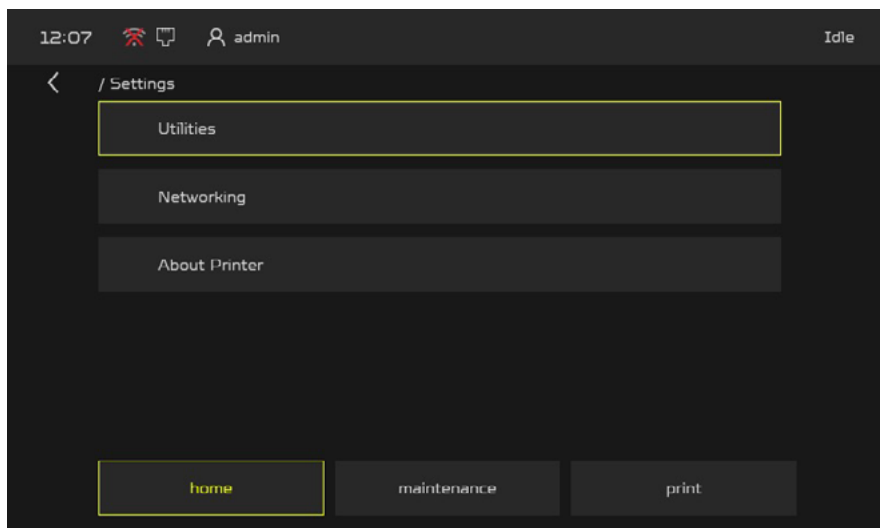 12:07 admin Idle
/ Settings
Utilities
Networking
About Printer
home maintenance print